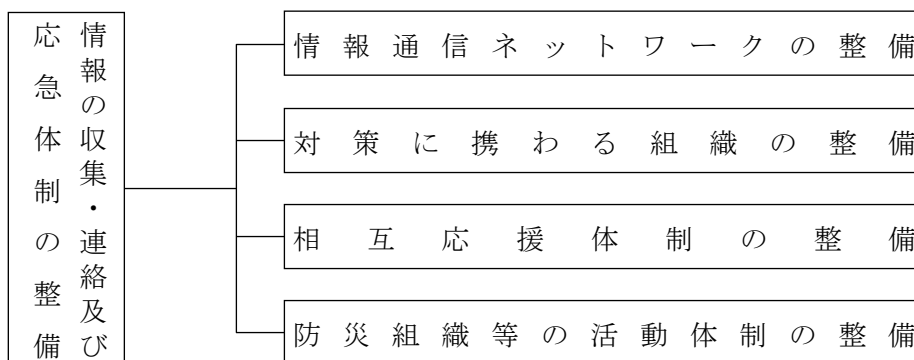 情報の収集・連絡及び
応急体制の整備
情報通信ネットワークの整備
対策に携わる組織の整備
相互応援体制の整備
防災組織等の活動体制の整備